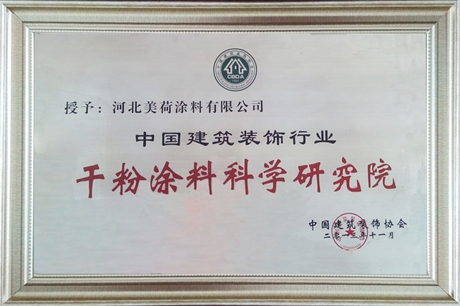 CBDA
授予：河北美荷涂料有限公司
中国建筑装饰行业
干粉涂料科学研究院
中国建筑装饰协会